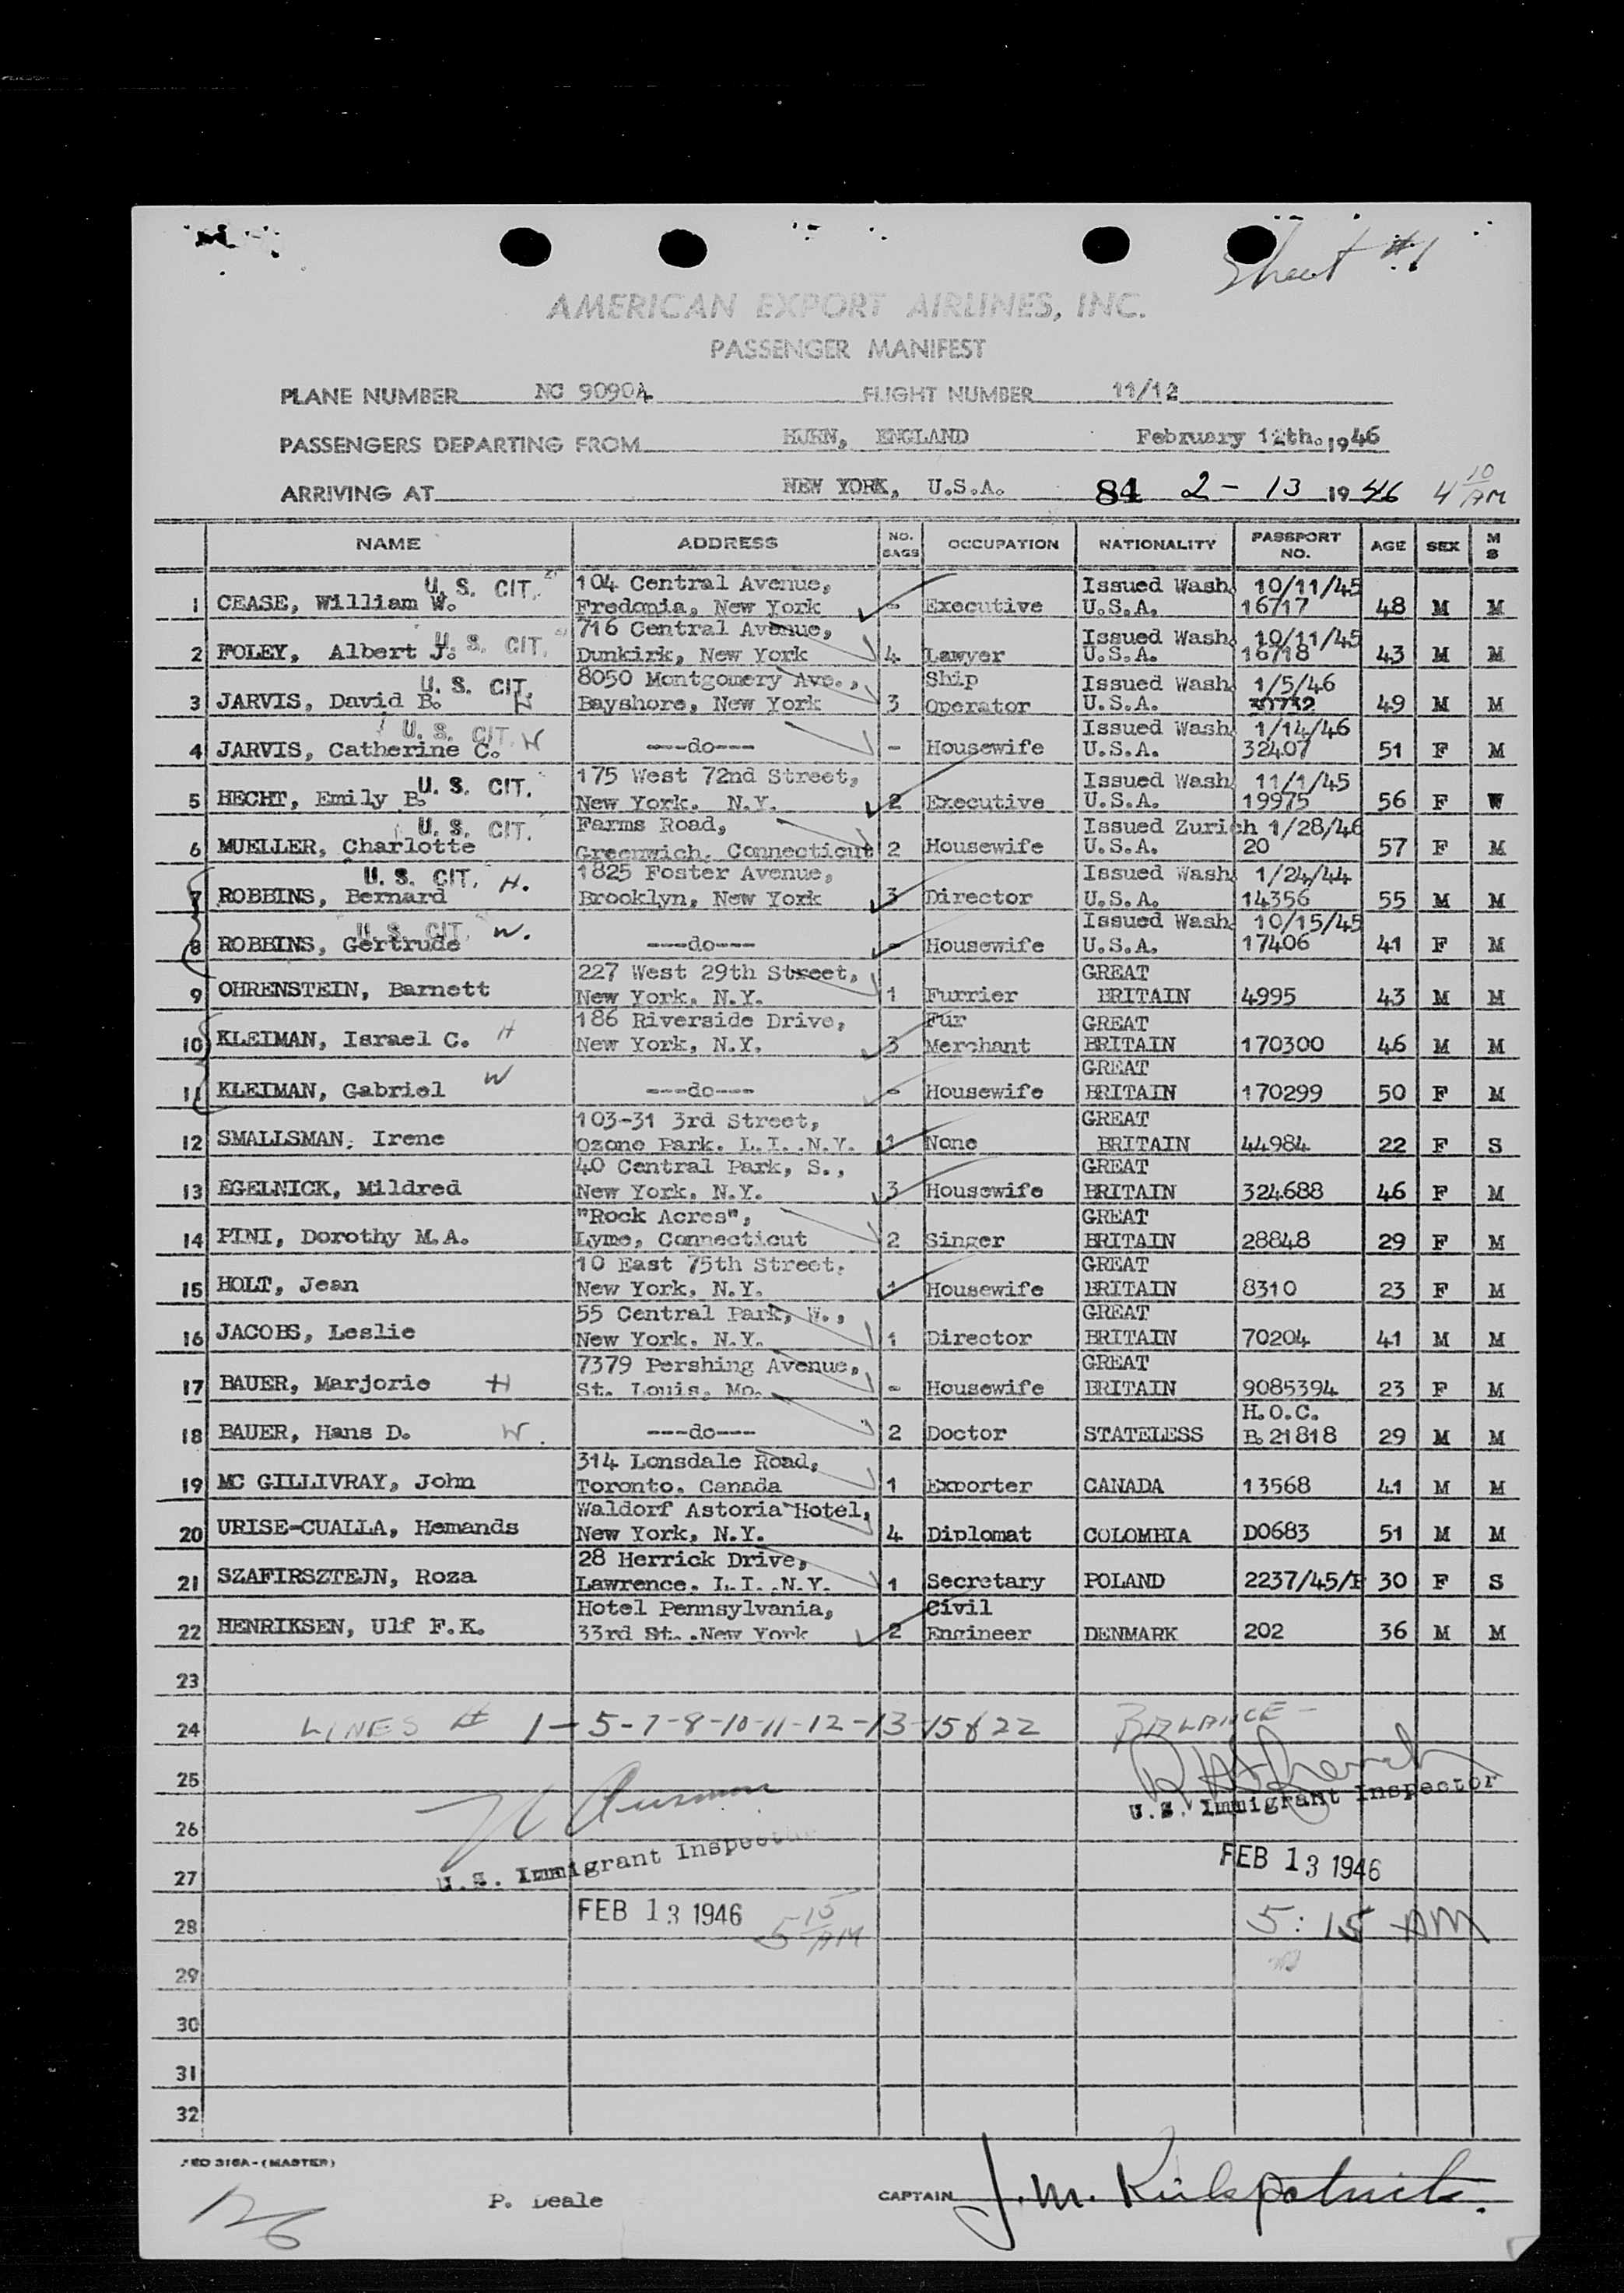 Sheet #1
AMERICAN EXPORT AIRLINES, INC.
PASSENGER MANIFEST
PLANE NUMBER NC 9090A FLIGHT NUMBER 11/12
PASSENGERS DEPARTING FROM HURN, ENGLAND February 12th. 1946
ARRIVING AT NEW YORK, U.S.A. 84 2 - 13 1946 4 10 AM
NAME ADDRESS NO. BAGS OCCUPATION NATIONALITY PASSPORT NO. AGE SEX M S
U. S. CIT. 104 Central Avenue, Issued Wash. 10/11/45
1 CEASE, William W. Fredonia, New York - Executive U.S.A. 16717 48 M M
U. S. CIT. 716 Central Avenue, Issued Wash. 10/11/45
2 FOLEY, Albert J. Dunkirk, New York 4 Lawyer U.S.A. 16718 43 M M
U. S. CIT. 8050 Montgomery Ave., Ship Issued Wash. 1/5/46
3 JARVIS, David B. H Bayshore, New York 3 Operator U.S.A. 49 M M
U. S. CIT. W Issued Wash. 1/14/46
4 JARVIS, Catherine C. ---do--- - Housewife U.S.A. 32407 51 F M
U. S. CIT. 175 West 72nd Street, Issued Wash. 11/1/45
5 HECHT, Emily B. New York. N.Y. 2 Executive U.S.A. 19975 56 F W
U. S. CIT. Farms Road, Issued Zurich 1/28/46
6 MUELLER, Charlotte Greenwich, Connecticut 2 Housewife U.S.A. 20 57 F M
U. S. CIT. H. 1825 Foster Avenue, Issued Wash. 1/24/44
7 ROBBINS, Bernard Brooklyn, New York 3 Director U.S.A. 14356 55 M M
U. S. CIT. W. Issued Wash. 10/15/45
8 ROBBINS, Gertrude ---do--- - Housewife U.S.A. 17406 41 F M
227 West 29th Street, GREAT
9 OHRENSTEIN, Barnett New York. N.Y. 1 Furrier BRITAIN 4995 43 M M
186 Riverside Drive, Fur GREAT
10 KLEIMAN, Israel C. H New York, N.Y. 3 Merchant BRITAIN 170300 46 M M
W GREAT
11 KLEIMAN, Gabriel ---do--- - Housewife BRITAIN 170299 50 F M
103-31 3rd Street, GREAT
12 SMALLSMAN, Irene Ozone Park. L.I. .N.Y. 1 None BRITAIN 44984 22 F S
40 Central Park, S., GREAT
13 EGELNICK, Mildred New York, N.Y. 3 Housewife BRITAIN 324688 46 F M
"Rock Acres", GREAT
14 PINI, Dorothy M.A. Lyme, Connecticut 2 Singer BRITAIN 28848 29 F M
10 East 75th Street, GREAT
15 HOLT, Jean New York, N.Y. 1 Housewife BRITAIN 8310 23 F M
55 Central Park, W., GREAT
16 JACOBS, Leslie New York. N.Y. 1 Director BRITAIN 70204 41 M M
7379 Pershing Avenue, GREAT
17 BAUER, Marjorie H St. Louis, Mo. - Housewife BRITAIN 9085394 23 F M
H.O.C.
18 BAUER, Hans D. W. ---do--- 2 Doctor STATELESS B.21818 29 M M
314 Lonsdale Road,
19 MC GILLIVRAY, John Toronto. Canada 1 Exporter CANADA 13568 41 M M
Waldorf Astoria Hotel,
20 URISE-CUALLA, Hemands New York, N.Y. 4 Diplomat COLOMBIA D0683 51 M M
28 Herrick Drive,
21 SZAFIRSZTEJN, Roza Lawrence. L.I. .N.Y. 1 Secretary POLAND 2237/45/P 30 F S
Hotel Pennsylvania, Civil
22 HENRIKSEN, Ulf F.K. 33rd St. .New York 2 Engineer DENMARK 202 36 M M
23
24 LINES # 1-5-7-8-10-11-12-13-15 & 22 BALANCE -
25
U.S. Immigrant Inspector
26
U.S. Immigrant Inspector
27 FEB 13 1946
FEB 13 1946
28 5 15 AM 5:15 AM
29
30
31
32
316A-(MASTER)
P. Deale CAPTAIN J. M. Kirkpatrick.